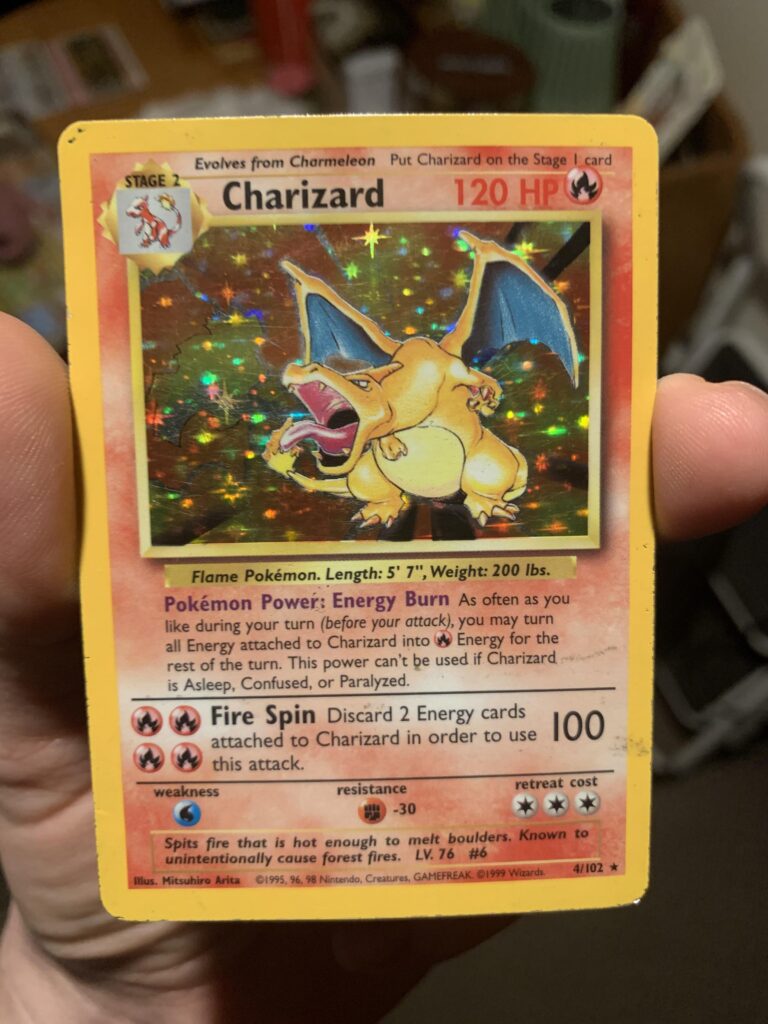 Evolves from Charmeleon Put Charizard on the Stage 1 card
STAGE 2
Charizard 120 HP
Flame Pokémon. Length: 5' 7", Weight: 200 lbs.
Pokémon Power: Energy Burn As often as you
like during your turn (before your attack), you may turn
all Energy attached to Charizard into Energy for the
rest of the turn. This power can't be used if Charizard
is Asleep, Confused, or Paralyzed.
Fire Spin Discard 2 Energy cards
attached to Charizard in order to use
this attack.
100
weakness resistance retreat cost
-30
Spits fire that is hot enough to melt boulders. Known to
unintentionally cause forest fires. LV. 76 #6
Illus. Mitsuhiro Arita ©1995, 96, 98 Nintendo, Creatures, GAMEFREAK. ©1999 Wizards. 4/102 ★